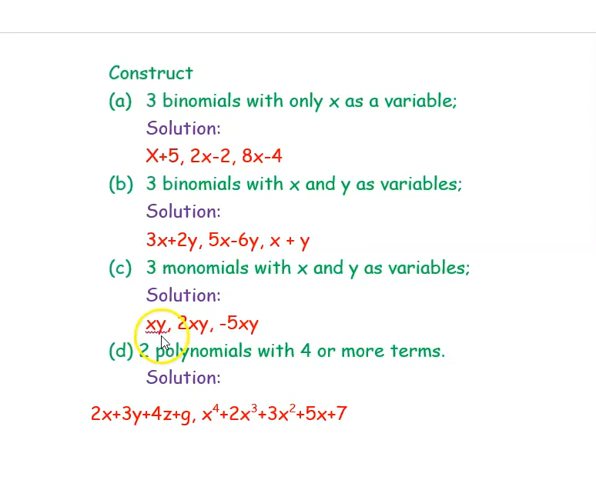 Construct
(a) 3 binomials with only x as a variable;
Solution:
X+5, 2x-2, 8x-4
(b) 3 binomials with x and y as variables;
Solution:
3x+2y, 5x-6y, x + y
(c) 3 monomials with x and y as variables;
Solution:
xy, 2xy, -5xy
(d) 2 polynomials with 4 or more terms.
Solution:
2x+3y+4z+g, x⁴+2x³+3x²+5x+7